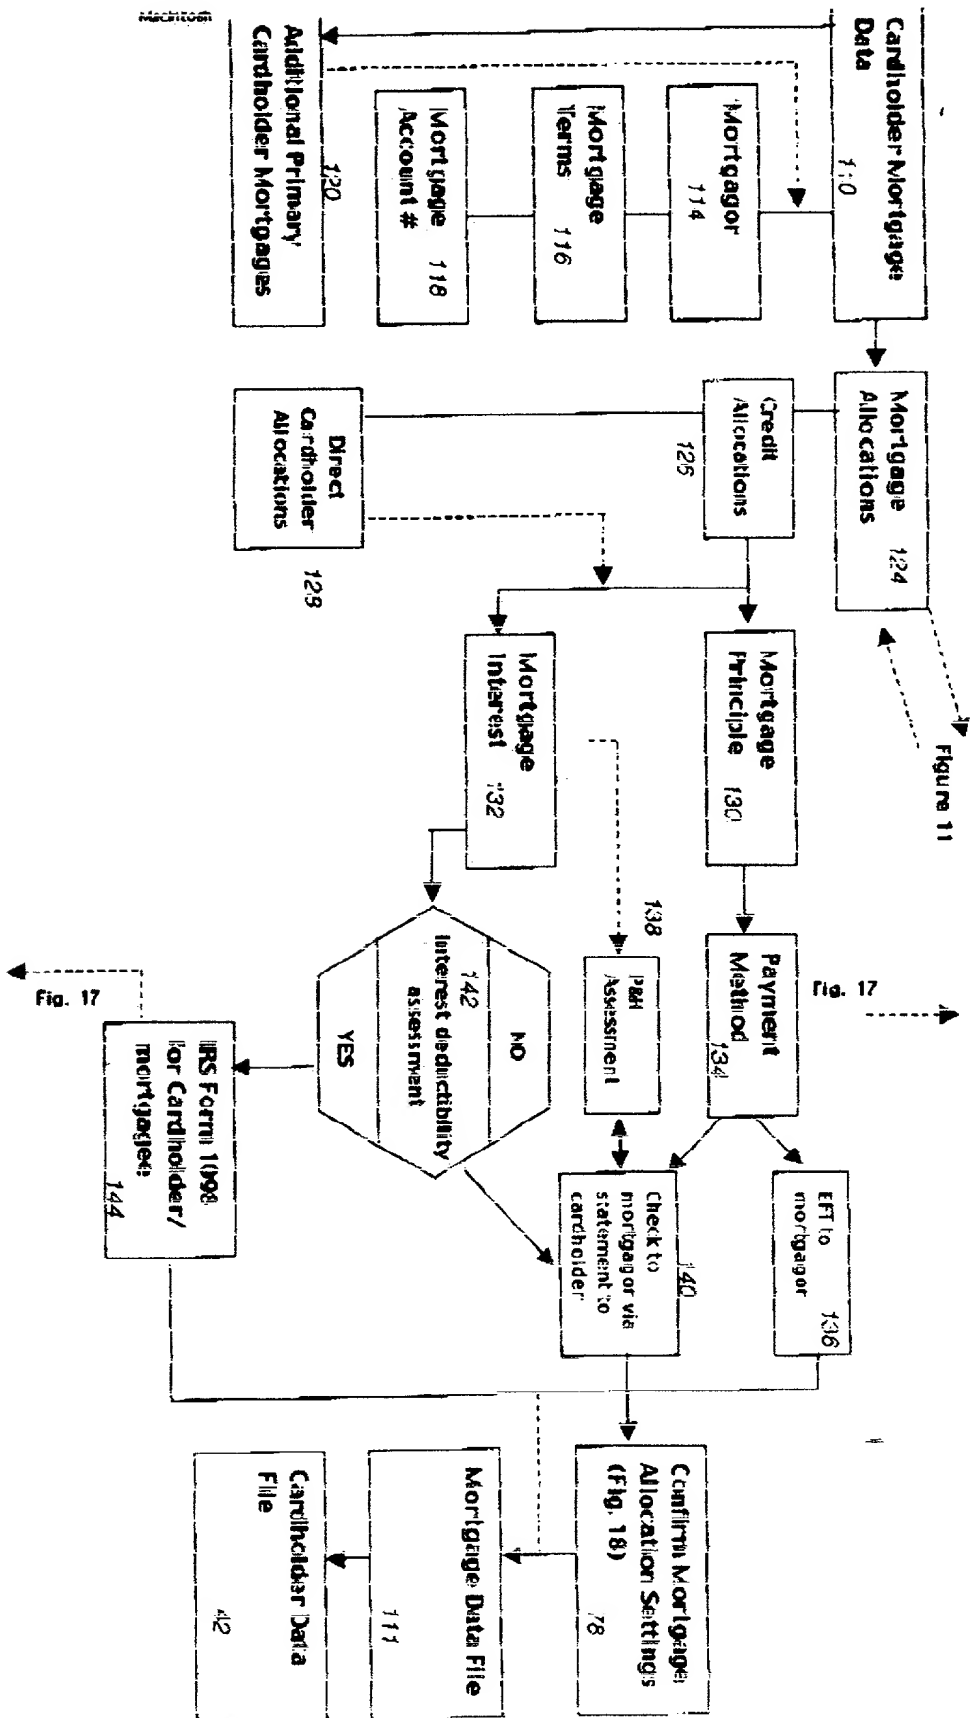 Macintosh
Cardholder Mortgage
Data
110
Mortgagor
114
Mortgage
Terms
116
Mortgage
Account #
118
120
Additional Primary
Cardholder Mortgages
Mortgage
Allocations
124
Figure 11
Credit
Allocations
126
Direct
Cardholder
Allocations
128
Mortgage
Principle
130
Mortgage
Interest
132
Payment
Method
134
Fig. 17
138
P&H
Assessment
NO
142
Interest deductibility
assessment
YES
EFT to
mortgagor
136
140
Check to
mortgagor via
statement to
cardholder
IRS Form 1098
for Cardholder/
mortgagee
144
Fig. 17
Confirm Mortgage
Allocation Settings
(Fig. 18)
78
Mortgage Data File
111
Cardholder Data
File
42